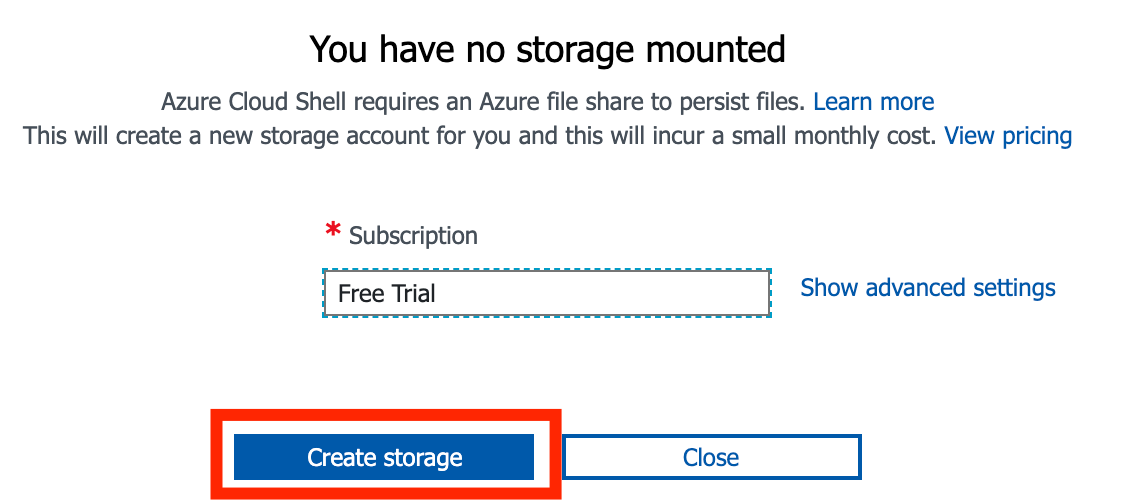 You have no storage mounted
Azure Cloud Shell requires an Azure file share to persist files. Learn more
This will create a new storage account for you and this will incur a small monthly cost. View pricing
* Subscription
Free Trial
Show advanced settings
Create storage
Close